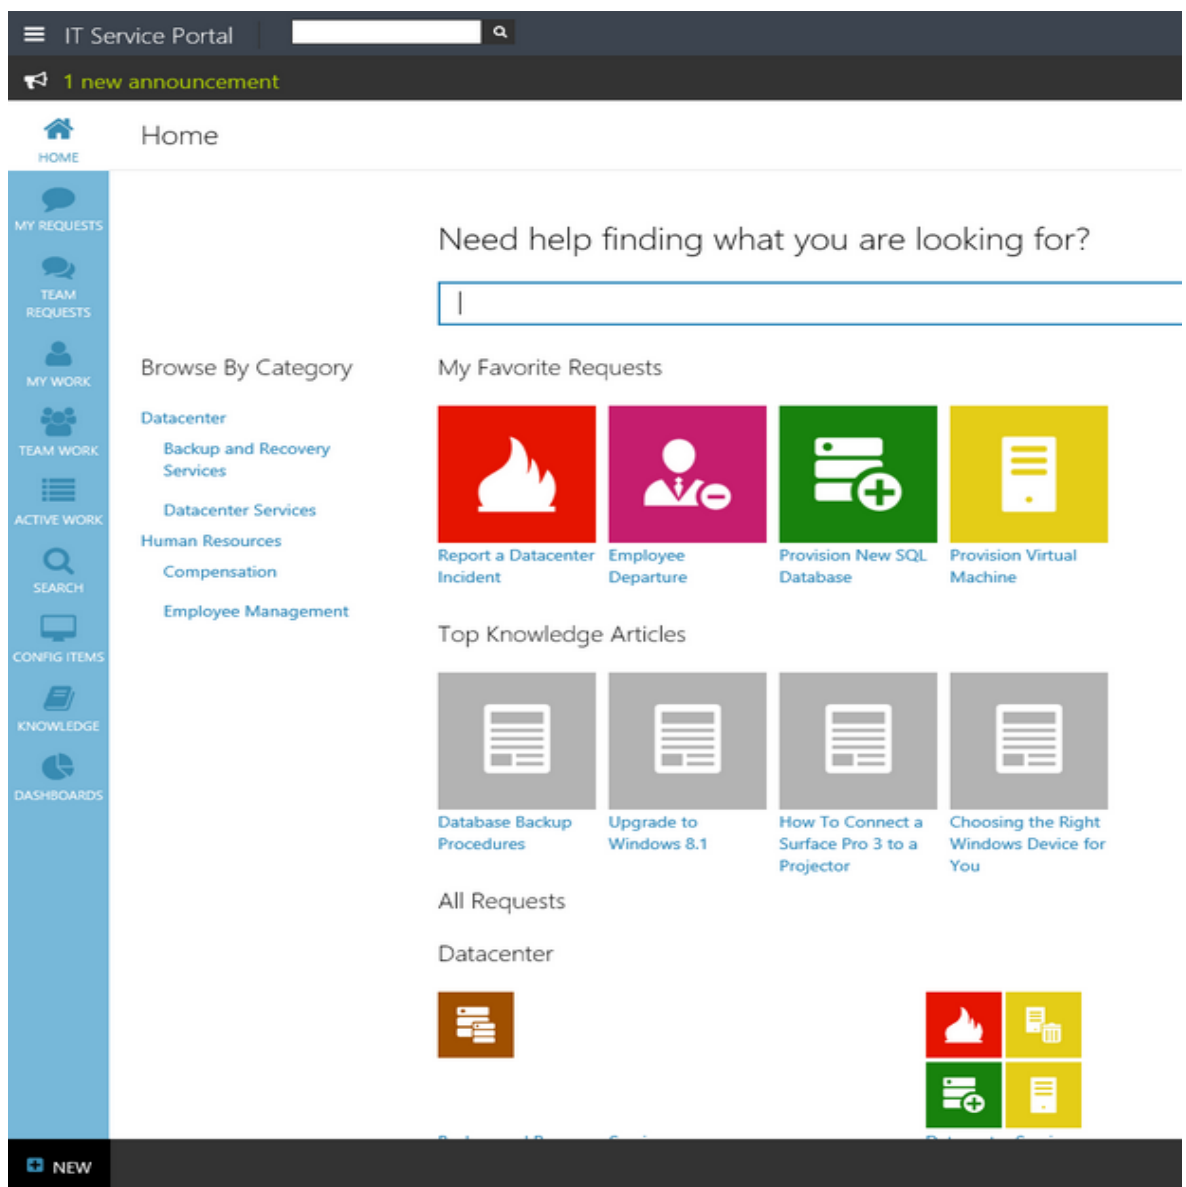 IT Service Portal
1 new announcement
HOME
Home
MY REQUESTS
TEAM
REQUESTS
MY WORK
TEAM WORK
ACTIVE WORK
SEARCH
CONFIG ITEMS
KNOWLEDGE
DASHBOARDS
Need help finding what you are looking for?
Browse By Category
Datacenter
Backup and Recovery
Services
Datacenter Services
Human Resources
Compensation
Employee Management
My Favorite Requests
Report a Datacenter
Incident
Employee
Departure
Provision New SQL
Database
Provision Virtual
Machine
Top Knowledge Articles
Database Backup
Procedures
Upgrade to
Windows 8.1
How To Connect a
Surface Pro 3 to a
Projector
Choosing the Right
Windows Device for
You
All Requests
Datacenter
NEW